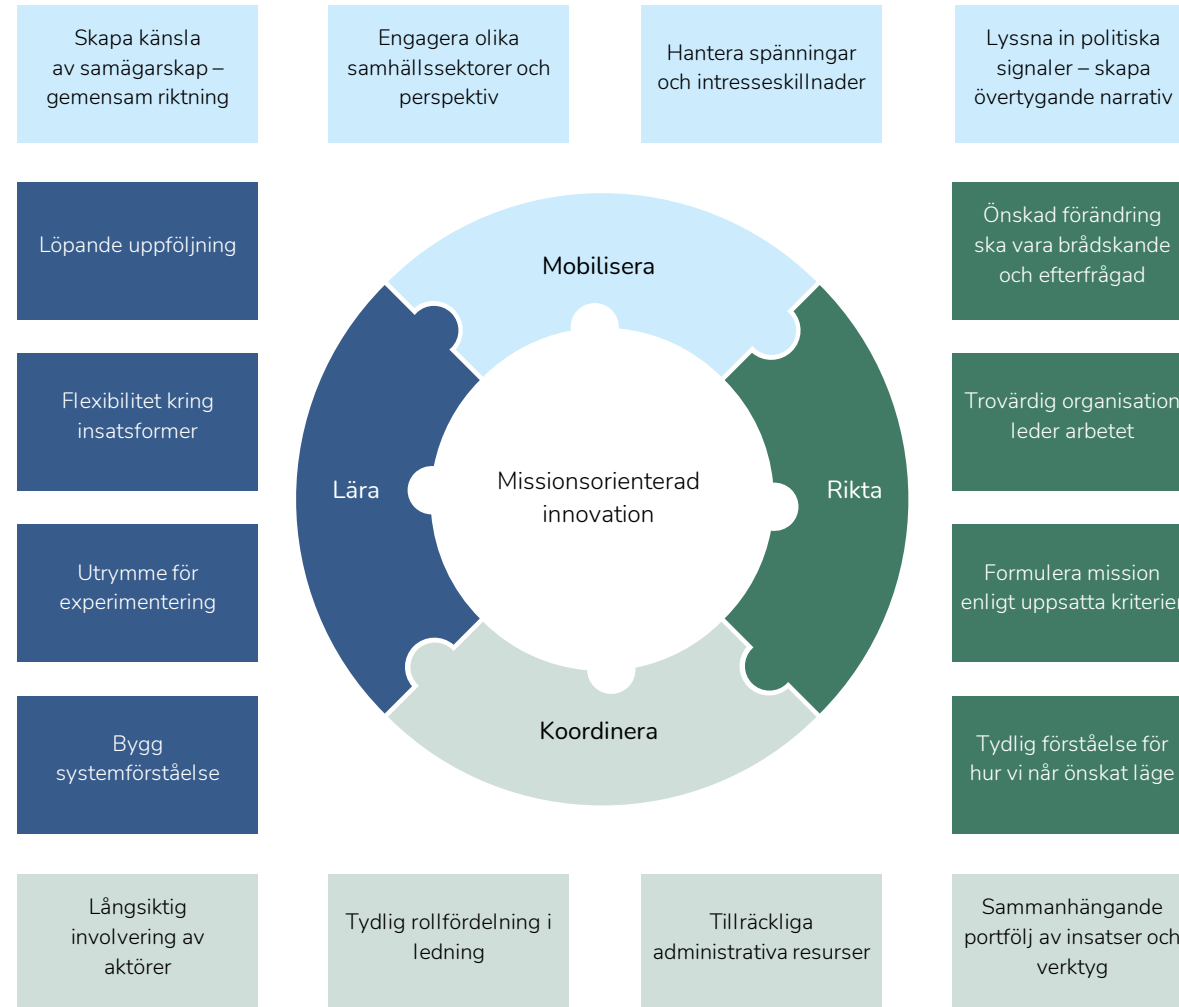 Skapa känsla
av samägarskap –
gemensam riktning
Engagera olika
samhällssektorer och
perspektiv
Hantera spänningar
och intresseskillnader
Lyssna in politiska
signaler – skapa
övertygande narrativ
Löpande uppföljning
Flexibilitet kring
insatsformer
Utrymme för
experimentering
Bygg
systemförståelse
Mobilisera
Lära
Missionsorienterad
innovation
Rikta
Koordinera
Önskad förändring
ska vara brådskande
och efterfrågad
Trovärdig organisation
leder arbetet
Formulera mission
enligt uppsatta kriterier
Tydlig förståelse för
hur vi når önskat läge
Långsiktig
involvering av
aktörer
Tydlig rollfördelning i
ledning
Tillräckliga
administrativa resurser
Sammanhängande
portfölj av insatser och
verktyg